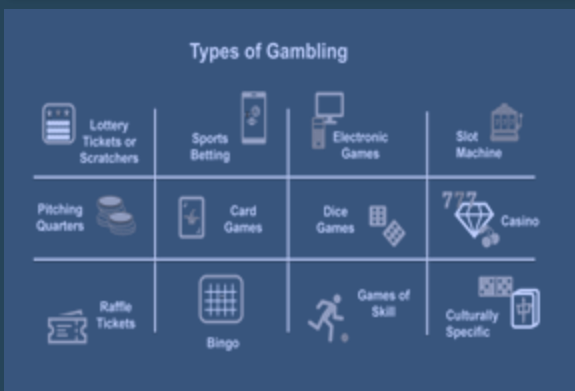 Types of Gambling
Lottery
Tickets or
Scratchers
Sports
Betting
Electronic
Games
Slot
Machine
Pitching
Quarters
Card
Games
Dice
Games
777
Casino
Raffle
Tickets
Bingo
Games of
Skill
Culturally
Specific
中